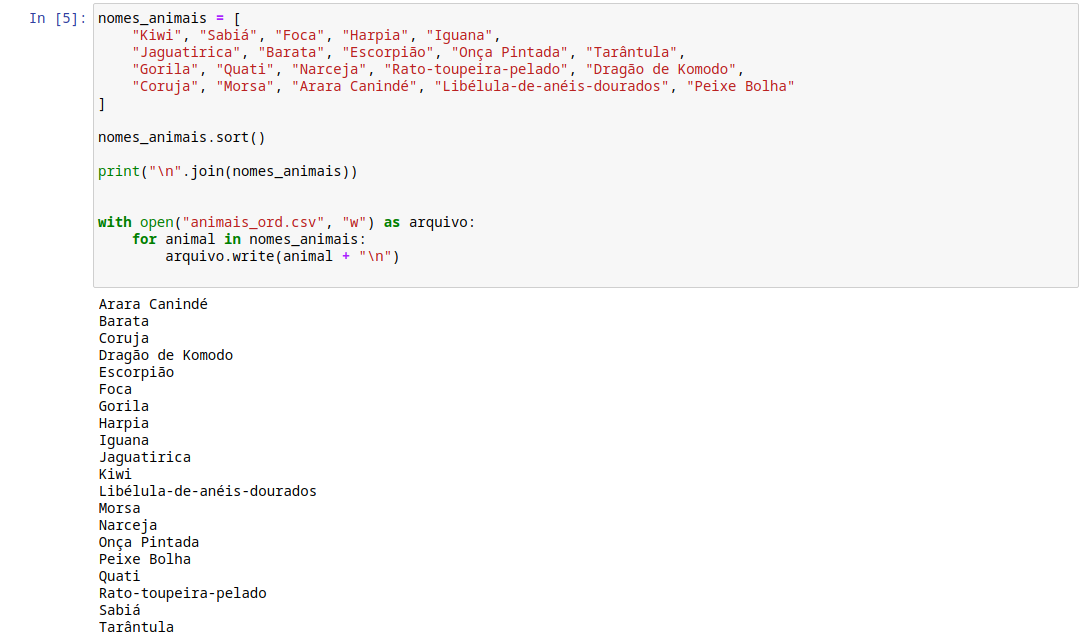 In [5]: nomes_animais = [
    "Kiwi", "Sabiá", "Foca", "Harpia", "Iguana",
    "Jaguatirica", "Barata", "Escorpião", "Onça Pintada", "Tarântula",
    "Gorila", "Quati", "Narceja", "Rato-toupeira-pelado", "Dragão de Komodo",
    "Coruja", "Morsa", "Arara Canindé", "Libélula-de-anéis-dourados", "Peixe Bolha"
]
nomes_animais.sort()
print("\n".join(nomes_animais))
with open("animais_ord.csv", "w") as arquivo:
    for animal in nomes_animais:
        arquivo.write(animal + "\n")
Arara Canindé
Barata
Coruja
Dragão de Komodo
Escorpião
Foca
Gorila
Harpia
Iguana
Jaguatirica
Kiwi
Libélula-de-anéis-dourados
Morsa
Narceja
Onça Pintada
Peixe Bolha
Quati
Rato-toupeira-pelado
Sabiá
Tarântula